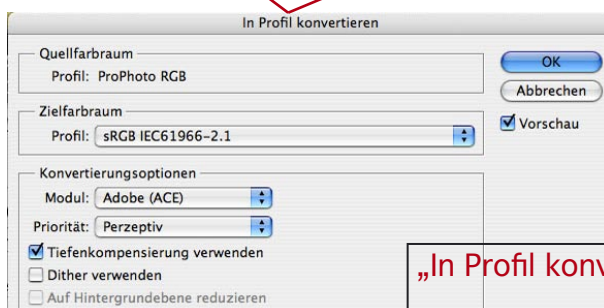 In Profil konvertieren
Quellfarbraum
Profil: ProPhoto RGB
OK
Abbrechen
Vorschau
Zielfarbraum
Profil: sRGB IEC61966-2.1
Konvertierungsoptionen
Modul: Adobe (ACE)
Priorität: Perzeptiv
Tiefenkompensierung verwenden
Dither verwenden
Auf Hintergrundebene reduzieren
„In Profil konv